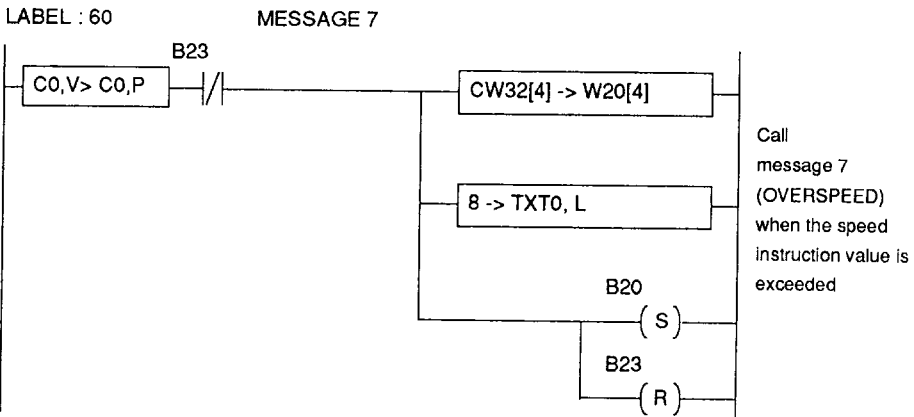 LABEL : 60 MESSAGE 7
B23
C0,V> C0,P
CW32[4] -> W20[4]
8 -> TXT0, L
B20
S
B23
R
Call
message 7
(OVERSPEED)
when the speed
instruction value is
exceeded